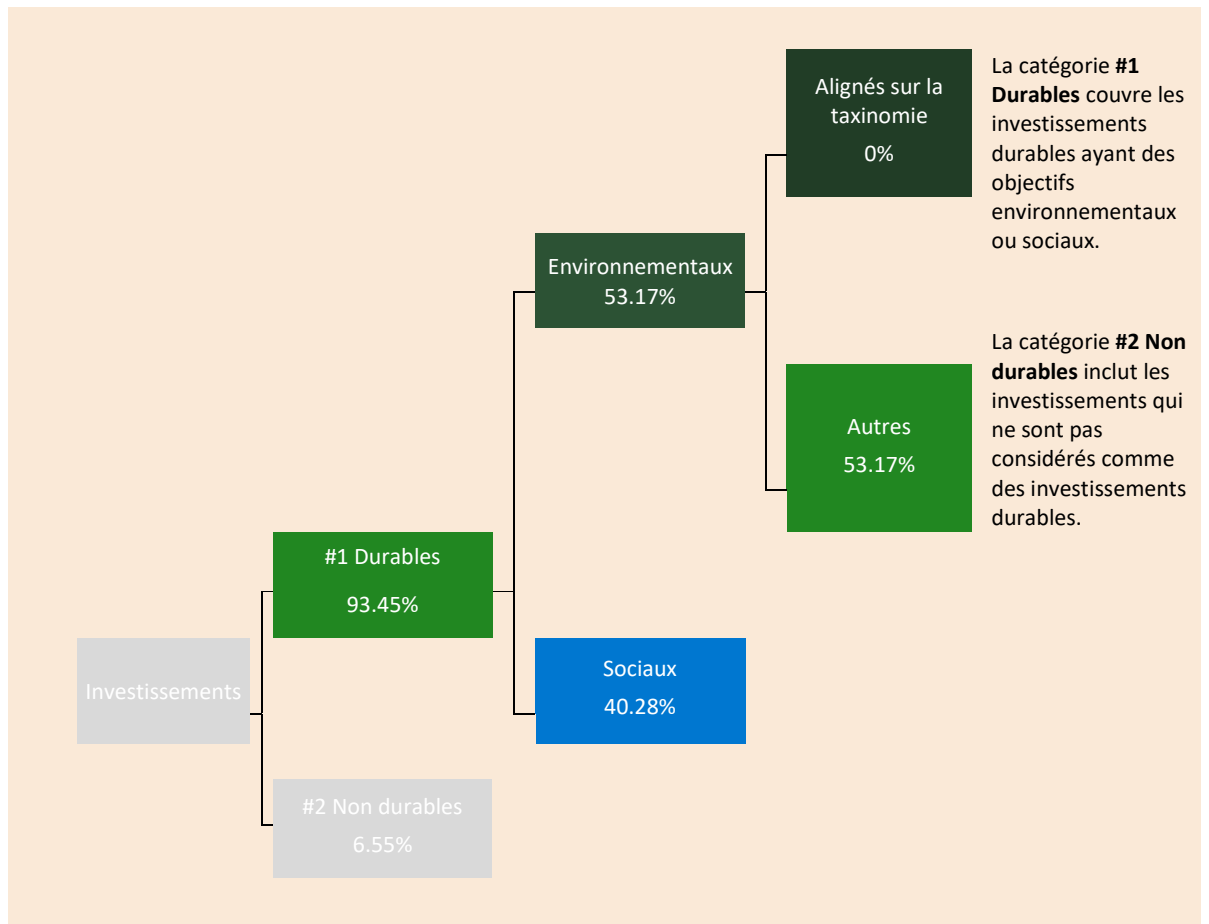 Alignés sur la
taxinomie
0%
La catégorie #1
Durables couvre les
investissements
durables ayant des
objectifs
environnementaux
ou sociaux.
Environnementaux
53.17%
La catégorie #2 Non
durables inclut les
investissements qui
ne sont pas
considérés comme
des investissements
durables.
Autres
53.17%
#1 Durables
93.45%
Sociaux
40.28%
Investissements
#2 Non durables
6.55%